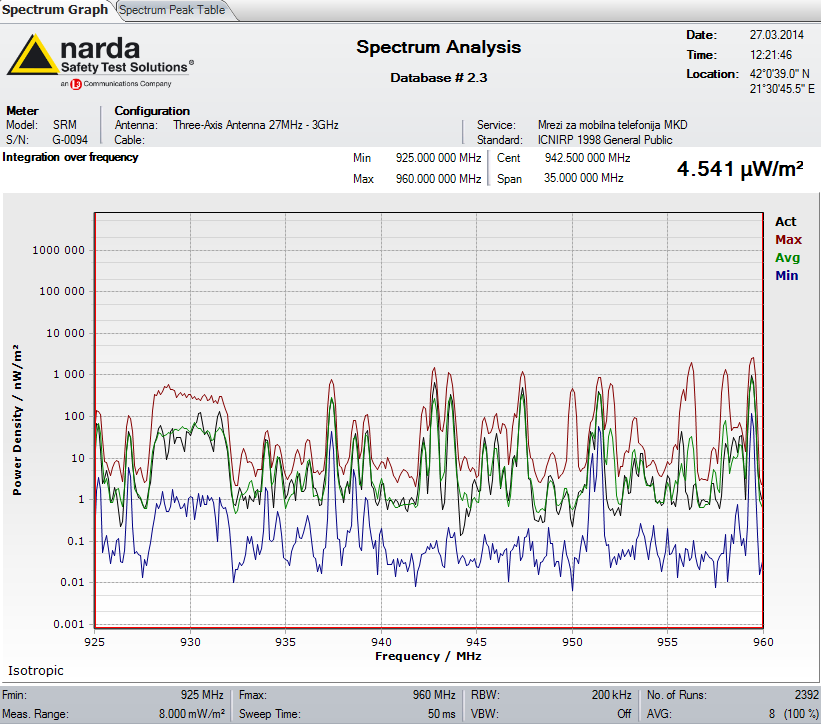 Spectrum Graph Spectrum Peak Table
narda
Safety Test Solutions®
an L3 Communications Company
Spectrum Analysis
Database # 2.3
Date: 27.03.2014
Time: 12:21:46
Location: 42°0'39.0" N
21°30'45.5" E
Meter Configuration
Model: SRM Antenna: Three-Axis Antenna 27MHz - 3GHz Service: Mrezi za mobilna telefonija MKD
S/N: G-0094 Cable: Standard: ICNIRP 1998 General Public
Integration over frequency Min 925.000 000 MHz Cent 942.500 000 MHz
Max 960.000 000 MHz Span 35.000 000 MHz
4.541 µW/m²
Act
Max
Avg
Min
Power Density / nW/m²
1000 000
100 000
10 000
1 000
100
10
1
0.1
0.01
0.001
925 930 935 940 945 950 955 960
Frequency / MHz
Isotropic
Fmin: 925 MHz Fmax: 960 MHz RBW: 200 kHz No. of Runs: 2392
Meas. Range: 8.000 mW/m² Sweep Time: 50 ms VBW: Off AVG: 8 (100 %)